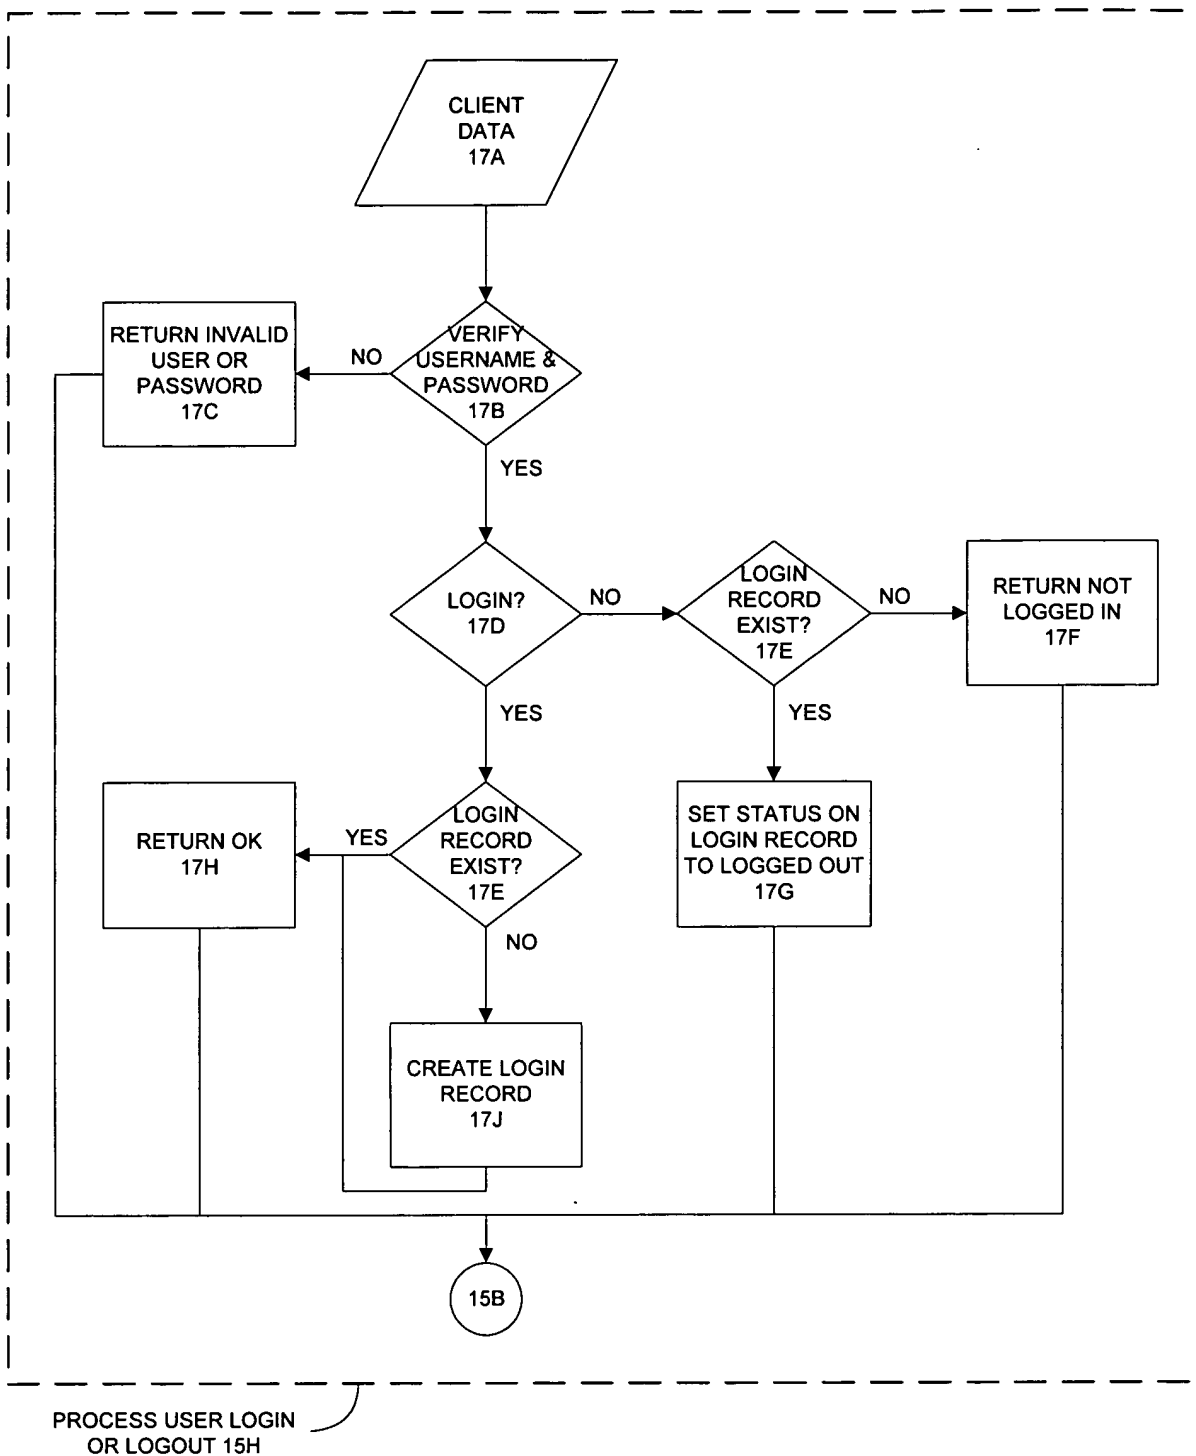 CLIENT
DATA
17A
RETURN INVALID
USER OR
PASSWORD
17C
NO
VERIFY
USERNAME &
PASSWORD
17B
YES
LOGIN?
17D
NO
LOGIN
RECORD
EXIST?
17E
NO
RETURN NOT
LOGGED IN
17F
YES
YES
RETURN OK
17H
YES
LOGIN
RECORD
EXIST?
17E
SET STATUS ON
LOGIN RECORD
TO LOGGED OUT
17G
NO
CREATE LOGIN
RECORD
17J
15B
PROCESS USER LOGIN
OR LOGOUT 15H